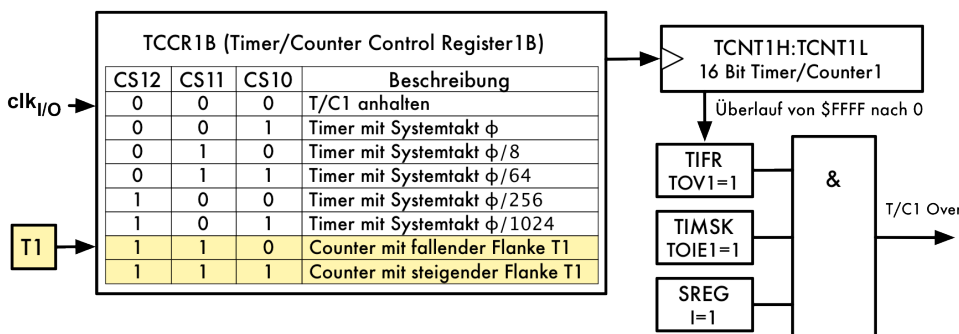 TCCR1B (Timer/Counter Control Register1B)
CS12 CS11 CS10 Beschreibung
0 0 0 T/C1 anhalten
0 0 1 Timer mit Systemtakt ϕ
0 1 0 Timer mit Systemtakt ϕ/8
0 1 1 Timer mit Systemtakt ϕ/64
1 0 0 Timer mit Systemtakt ϕ/256
1 0 1 Timer mit Systemtakt ϕ/1024
1 1 0 Counter mit fallender Flanke T1
1 1 1 Counter mit steigender Flanke T1
clkI/O
T1
TCNT1H:TCNT1L
16 Bit Timer/Counter1
Überlauf von $FFFF nach 0
TIFR
TOV1=1
TIMSK
TOIE1=1
SREG
I=1
&
T/C1 Over